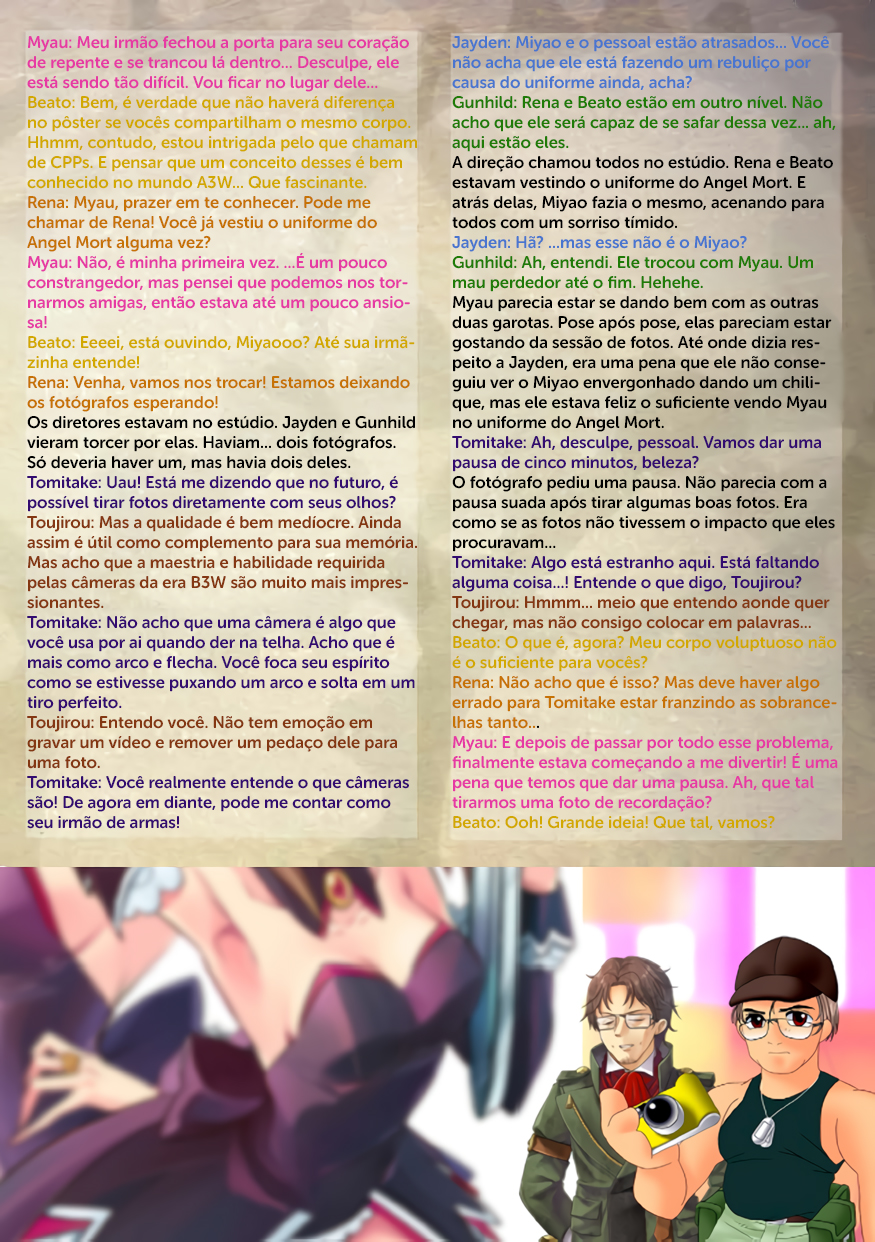 Myau: Meu irmão fechou a porta para seu coração
de repente e se trancou lá dentro... Desculpe, ele
está sendo tão difícil. Vou ficar no lugar dele...
Beato: Bem, é verdade que não haverá diferença
no pôster se vocês compartilham o mesmo corpo.
Hhmm, contudo, estou intrigada pelo que chamam
de CPPs. E pensar que um conceito desses é bem
conhecido no mundo A3W... Que fascinante.
Rena: Myau, prazer em te conhecer. Pode me
chamar de Rena! Você já vestiu o uniforme do
Angel Mort alguma vez?
Myau: Não, é minha primeira vez. ...É um pouco
constrangedor, mas pensei que podemos nos tor-
narmos amigas, então estava até um pouco ansio-
sa!
Beato: Eeeei, está ouvindo, Miyaooo? Até sua irmã-
zinha entende!
Rena: Venha, vamos nos trocar! Estamos deixando
os fotógrafos esperando!
Os diretores estavam no estúdio. Jayden e Gunhild
vieram torcer por elas. Haviam... dois fotógrafos.
Só deveria haver um, mas havia dois deles.
Tomitake: Uau! Está me dizendo que no futuro, é
possível tirar fotos diretamente com seus olhos?
Toujirou: Mas a qualidade é bem medíocre. Ainda
assim é útil como complemento para sua memória.
Mas acho que a maestria e habilidade requirida
pelas câmeras da era B3W são muito mais impres-
sionantes.
Tomitake: Não acho que uma câmera é algo que
você usa por ai quando der na telha. Acho que é
mais como arco e flecha. Você foca seu espírito
como se estivesse puxando um arco e solta em um
tiro perfeito.
Toujirou: Entendo você. Não tem emoção em
gravar um vídeo e remover um pedaço dele para
uma foto.
Tomitake: Você realmente entende o que câmeras
são! De agora em diante, pode me contar como
seu irmão de armas!
Jayden: Miyao e o pessoal estão atrasados... Você
não acha que ele está fazendo um rebuliço por
causa do uniforme ainda, acha?
Gunhild: Rena e Beato estão em outro nível. Não
acho que ele será capaz de se safar dessa vez... ah,
aqui estão eles.
A direção chamou todos no estúdio. Rena e Beato
estavam vestindo o uniforme do Angel Mort. E
atrás delas, Miyao fazia o mesmo, acenando para
todos com um sorriso tímido.
Jayden: Hã? ...mas esse não é o Miyao?
Gunhild: Ah, entendi. Ele trocou com Myau. Um
mau perdedor até o fim. Hehehe.
Myau parecia estar se dando bem com as outras
duas garotas. Pose após pose, elas pareciam estar
gostando da sessão de fotos. Até onde dizia res-
peito a Jayden, era uma pena que ele não conse-
guiu ver o Miyao envergonhado dando um chili-
que, mas ele estava feliz o suficiente vendo Myau
no uniforme do Angel Mort.
Tomitake: Ah, desculpe, pessoal. Vamos dar uma
pausa de cinco minutos, beleza?
O fotógrafo pediu uma pausa. Não parecia com a
pausa suada após tirar algumas boas fotos. Era
como se as fotos não tivessem o impacto que eles
procuravam...
Tomitake: Algo está estranho aqui. Está faltando
alguma coisa...! Entende o que digo, Toujirou?
Toujirou: Hmmm... meio que entendo aonde quer
chegar, mas não consigo colocar em palavras...
Beato: O que é, agora? Meu corpo voluptuoso não
é o suficiente para vocês?
Rena: Não acho que é isso? Mas deve haver algo
errado para Tomitake estar franzindo as sobrance-
lhas tanto...
Myau: E depois de passar por todo esse problema,
finalmente estava começando a me divertir! É uma
pena que temos que dar uma pausa. Ah, que tal
tirarmos uma foto de recordação?
Beato: Ooh! Grande ideia! Que tal, vamos?